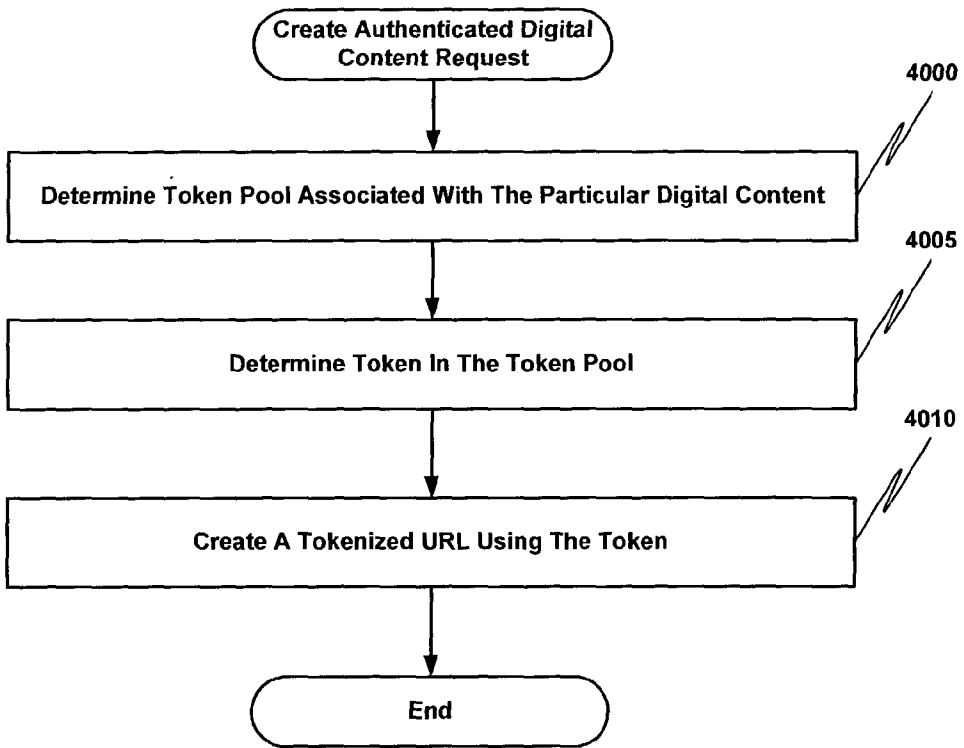 Create Authenticated Digital
Content Request
4000
Determine Token Pool Associated With The Particular Digital Content
4005
Determine Token In The Token Pool
4010
Create A Tokenized URL Using The Token
End